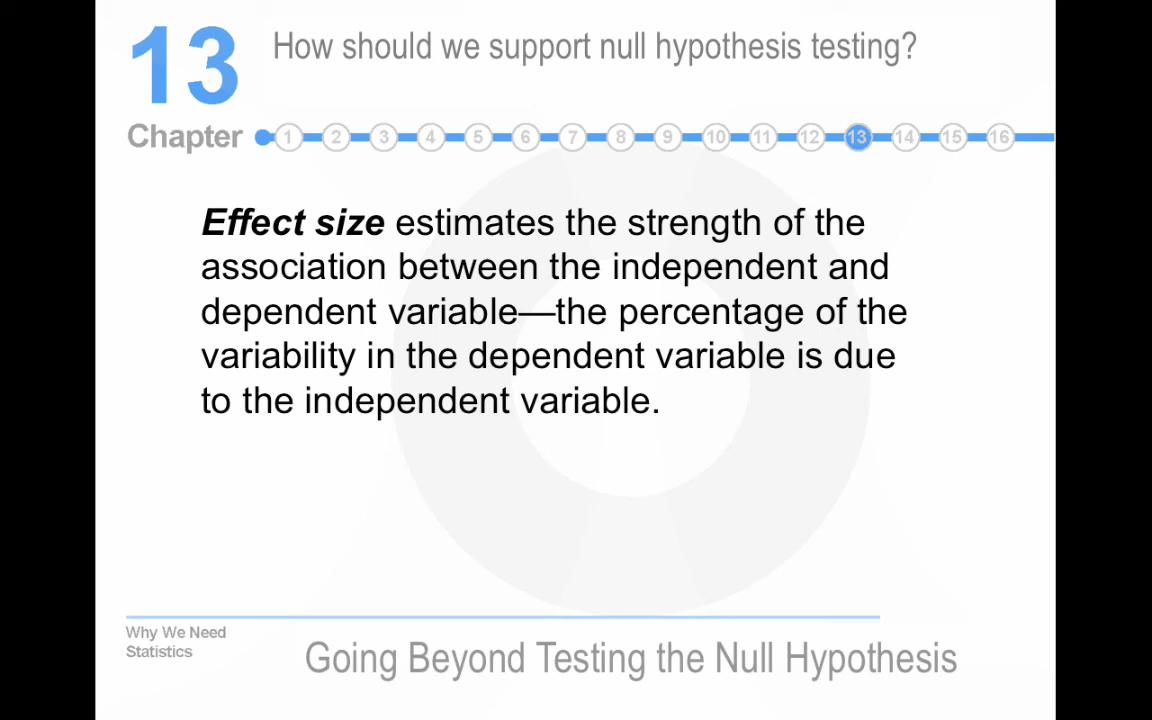 13
How should we support null hypothesis testing?
Chapter 1 2 3 4 5 6 7 8 9 10 11 12 13 14 15 16
Effect size estimates the strength of the
association between the independent and
dependent variable—the percentage of the
variability in the dependent variable is due
to the independent variable.
Why We Need
Statistics
Going Beyond Testing the Null Hypothesis